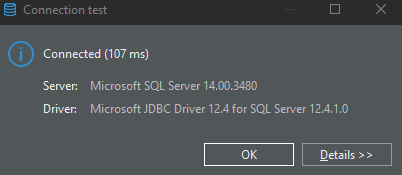 Connection test
Connected (107 ms)
Server: Microsoft SQL Server 14.00.3480
Driver: Microsoft JDBC Driver 12.4 for SQL Server 12.4.1.0
OK Details >>